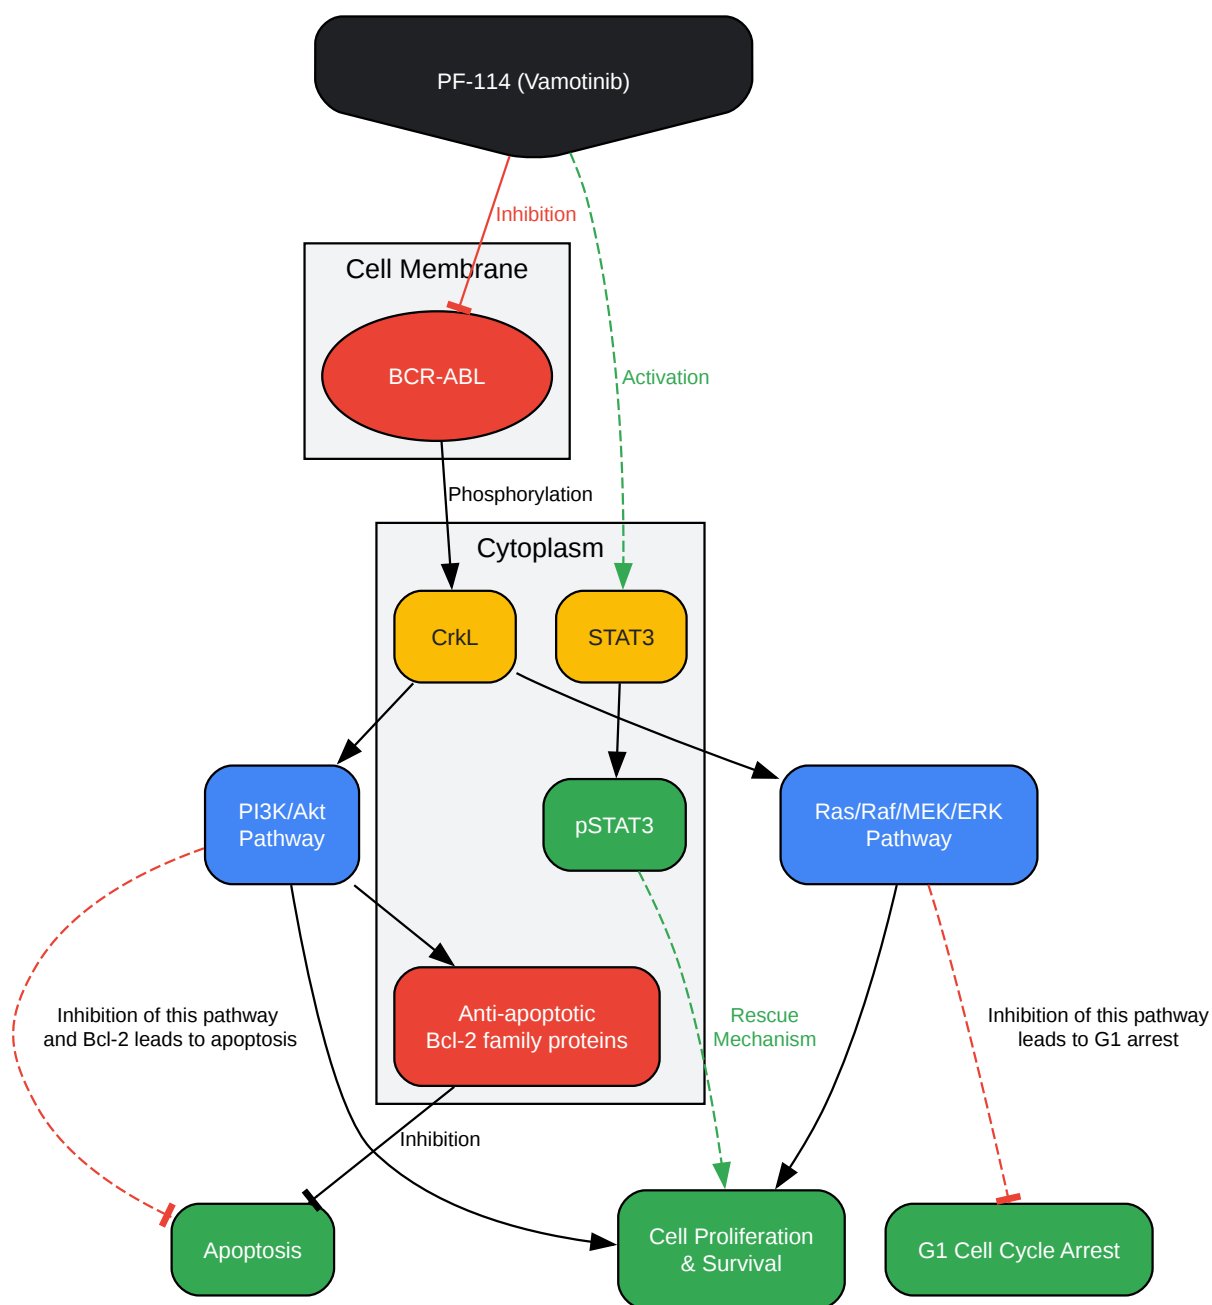 PF-114 (Vamotinib)
Inhibition
Cell Membrane
BCR-ABL
Activation
Phosphorylation
Cytoplasm
CrkL
STAT3
PI3K/Akt
Pathway
pSTAT3
Ras/Raf/MEK/ERK
Pathway
Inhibition of this pathway
and Bcl-2 leads to apoptosis
Anti-apoptotic
Bcl-2 family proteins
Rescue
Mechanism
Inhibition of this pathway
leads to G1 arrest
Inhibition
Apoptosis
Cell Proliferation
& Survival
G1 Cell Cycle Arrest